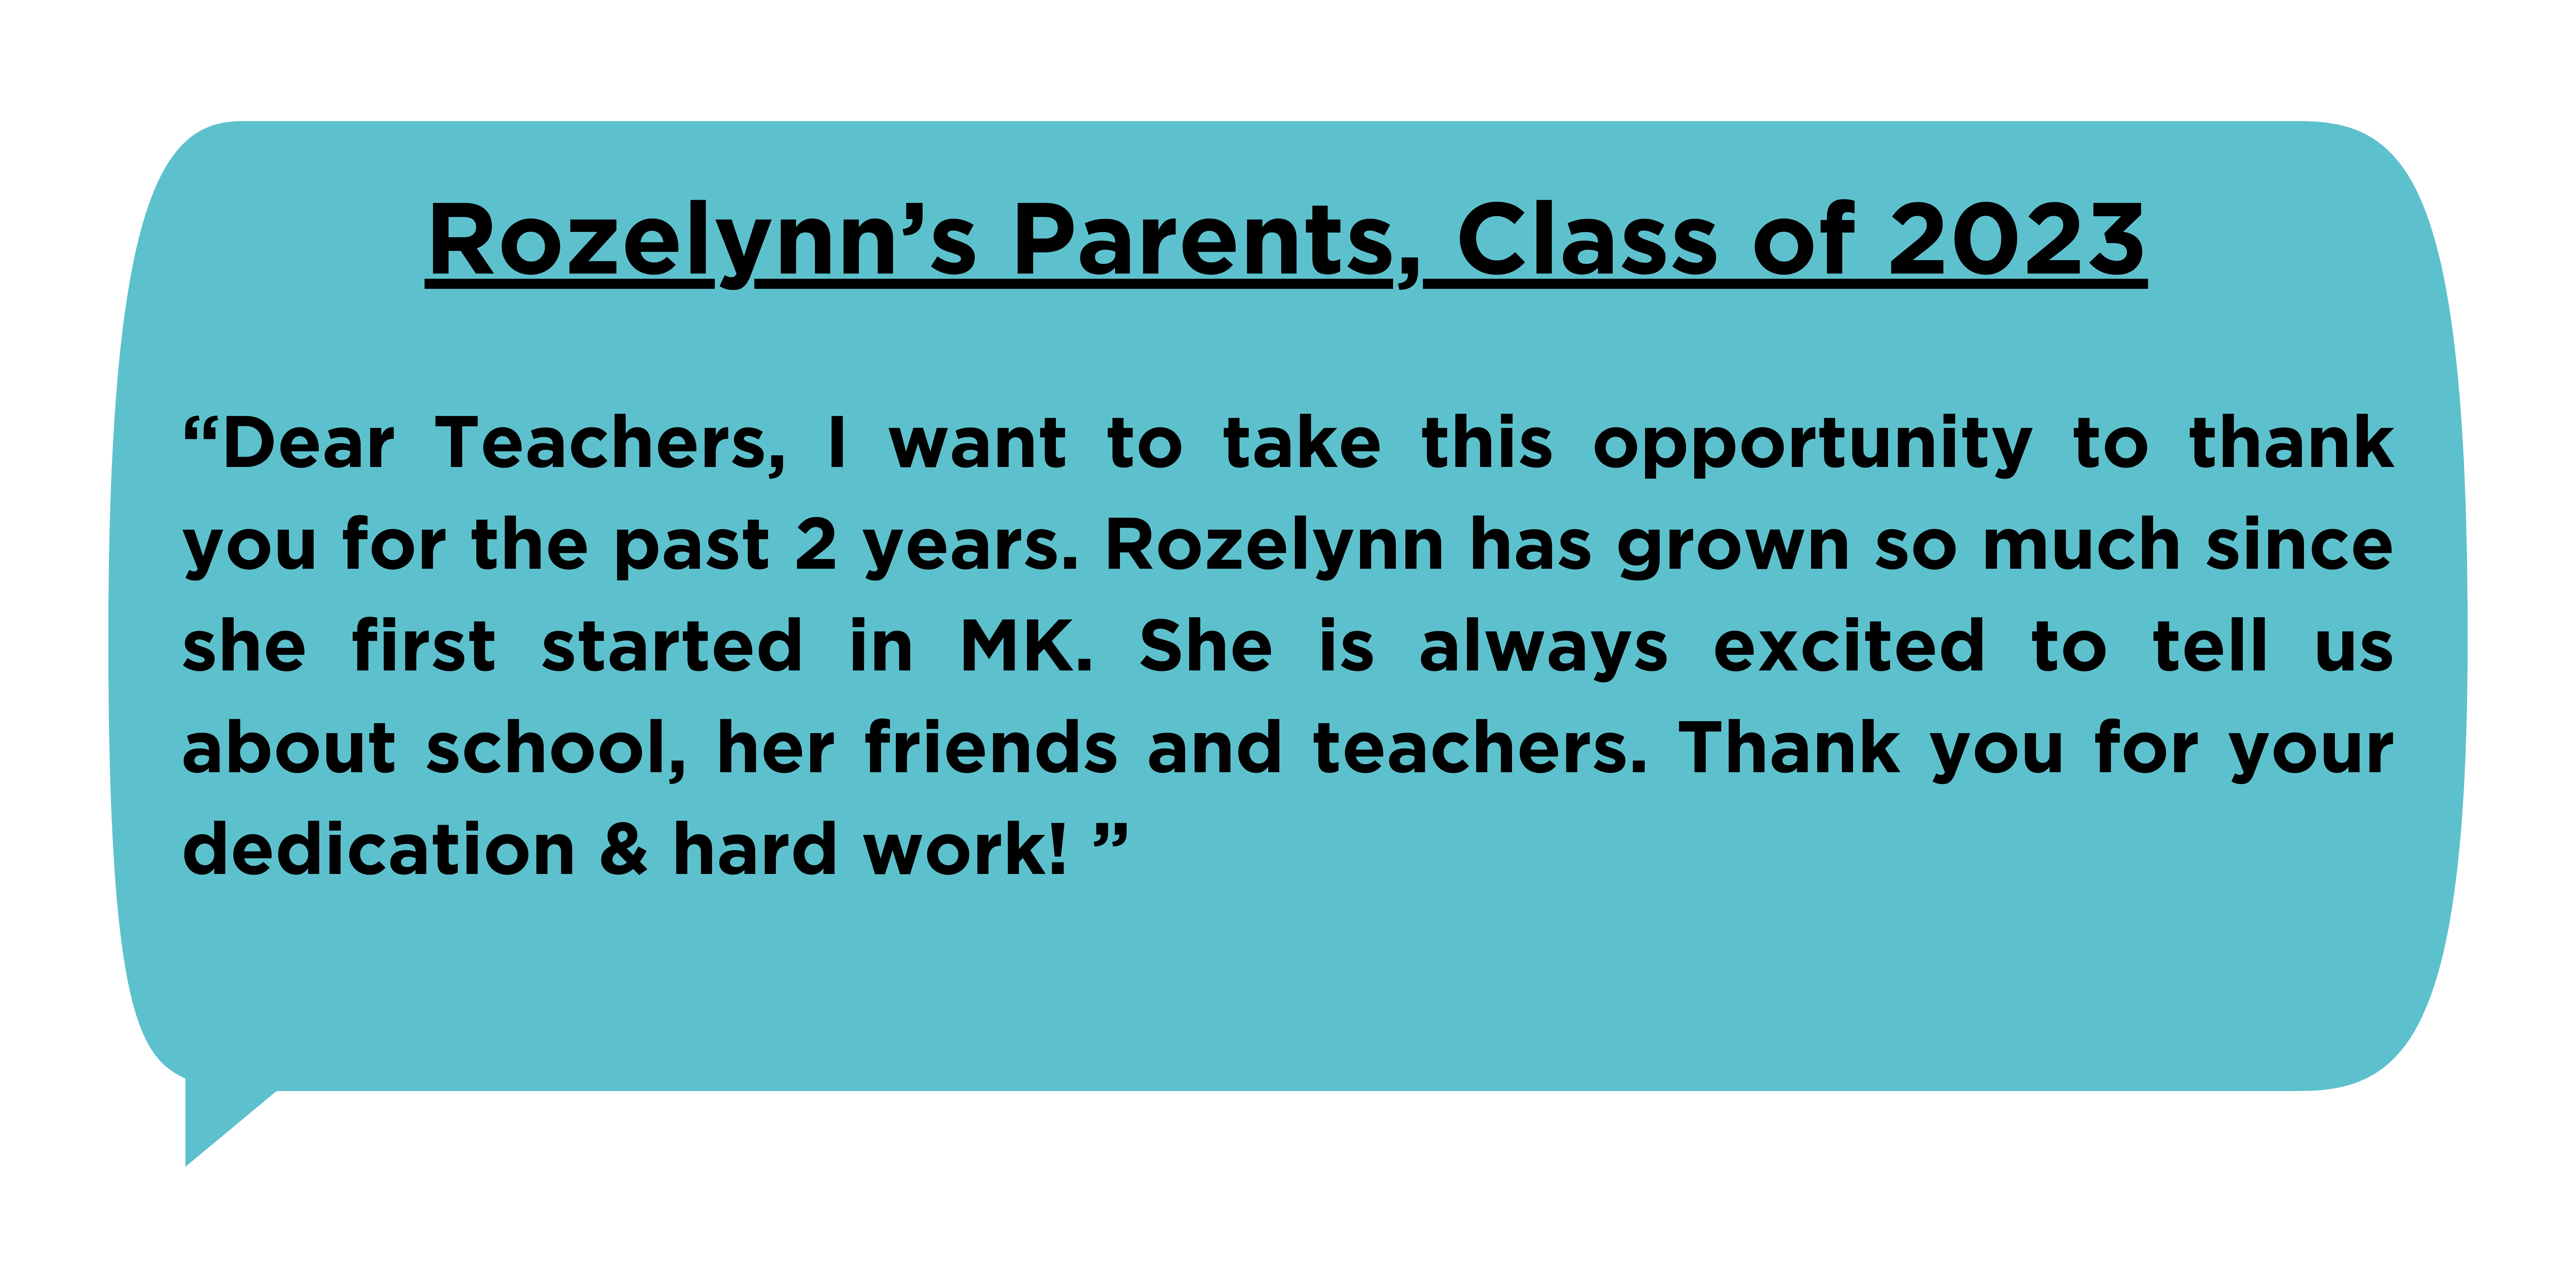 Rozelynn’s Parents, Class of 2023
“Dear Teachers, I want to take this opportunity to thank
you for the past 2 years. Rozelynn has grown so much since
she first started in MK. She is always excited to tell us
about school, her friends and teachers. Thank you for your
dedication & hard work! ”